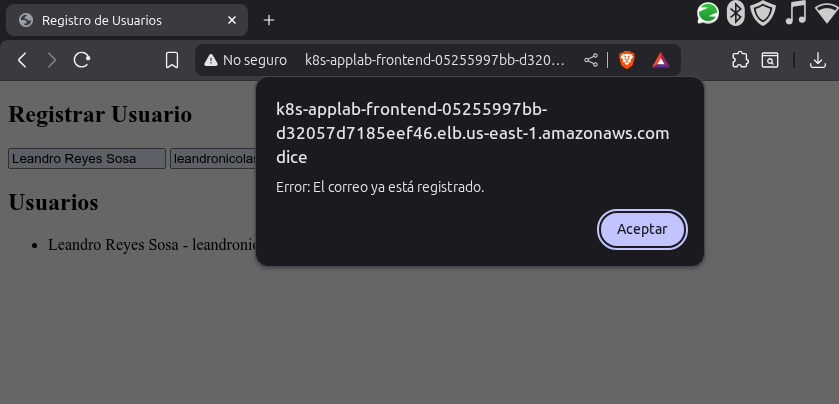 Registro de Usuarios
No seguro
k8s-applab-frontend-05255997bb-d320…
k8s-applab-frontend-05255997bb-
d32057d7185eef46.elb.us-east-1.amazonaws.com
dice
Error: El correo ya está registrado.
Aceptar
Registrar Usuario
Leandro Reyes Sosa
leandronicolas
Usuarios
Leandro Reyes Sosa - leandronic